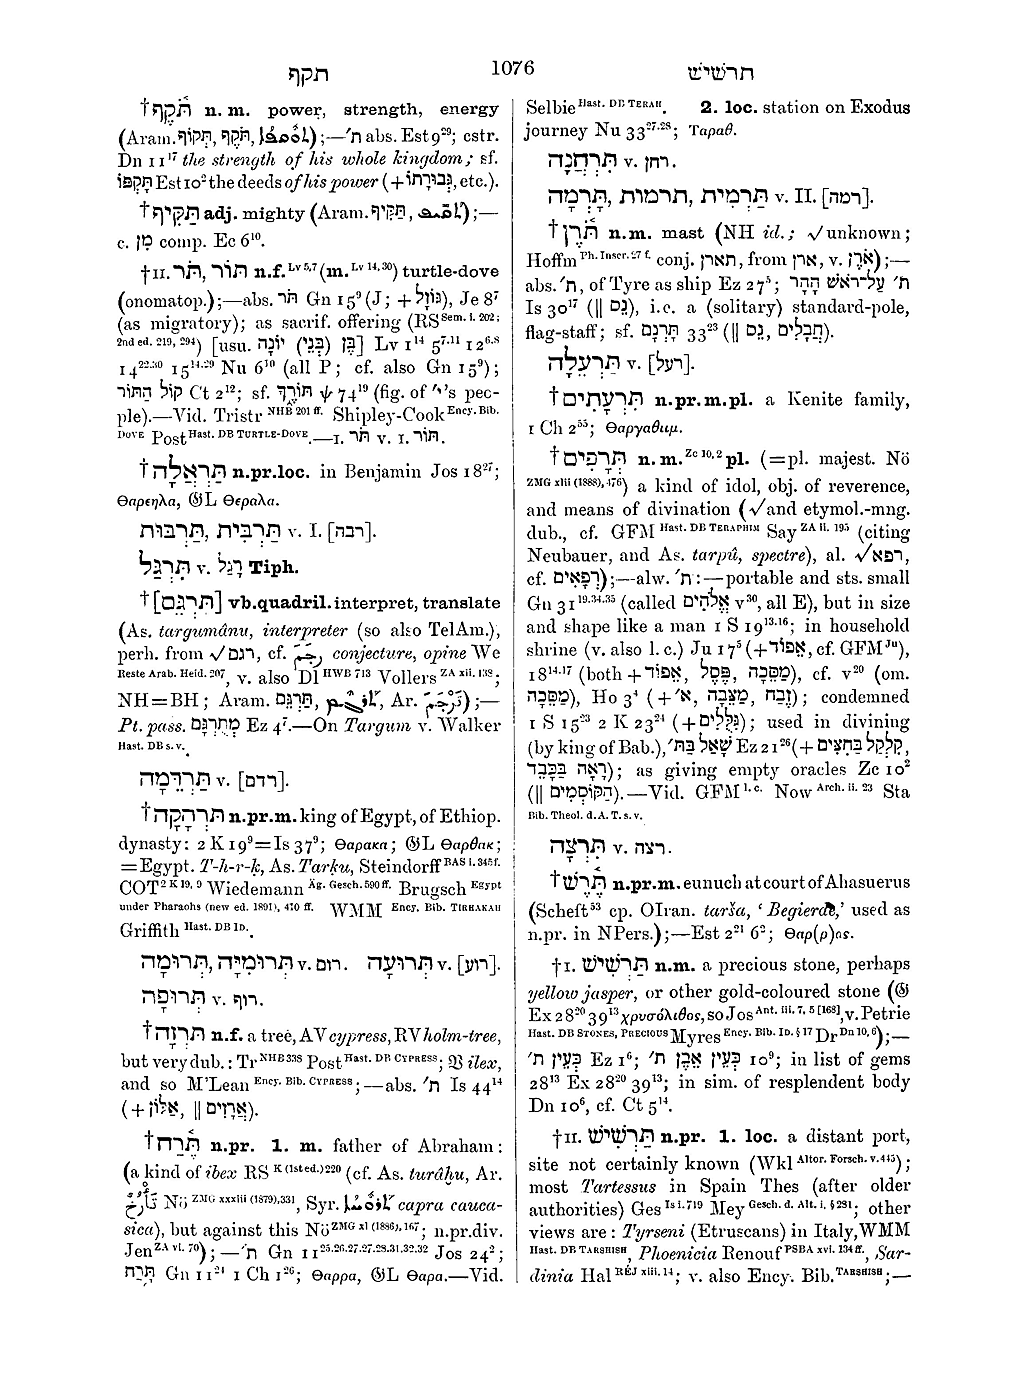 תקף
1076
תרשיש
†תֹּ֫קֶף n. m. power, strength, energy
(Aram. תְּקוֹף, תֹּקֶף, ;—ת׳ abs. Est 9²⁹; cstr.
Dn 11¹⁷ the strength of his whole kingdom; sf.
תָּקְפּוֹ Est 10² the deeds of his power (+גְּבוּרָתוֹ, etc.).
†תַּקִּיף adj. mighty (Aram. תַּקִּיף, ;—
c. מִן comp. Ec 6¹⁰.
†II. תֹּר, תּוֹר n.f. Lv 5, 7 (m. Lv 14, 30) turtle-dove
(onomatop.);—abs. תֹּר Gn 15⁹ (J; + גּוֹזָל), Je 8⁷
(as migratory); as sacrif. offering (RS Sem. i. 202;
2nd ed. 219, 294) [usu. בֶּן (בְּנֵי) יוֹנָה] Lv 1¹⁴ 5⁷·¹¹ 12⁶·⁸
14²²·³⁰ 15¹⁴·²⁹ Nu 6¹⁰ (all P; cf. also Gn 15⁹);
קוֹל הַתּוֹר Ct 2¹²; sf. תּוֹרְךָ ψ 74¹⁹ (fig. of י׳'s peo-
ple).—Vid. Tristr NHB 201 ff. Shipley-Cook Ency. Bib.
Dove Post Hast. DB Turtle-Dove.—I. תֹּר v. I. תּוֹר.
†תַּרְאֲלָה n.pr.loc. in Benjamin Jos 18²⁷;
Θαρεηλα, 𝔊L Θεραλα.
תַּרְבּוּת, תַּרְבִּית v. I. [רבה].
תִּרְגַּל v. רָגַל Tiph.
†[תִּרְגֵּם] vb.quadril. interpret, translate
(As. targumânu, interpreter (so also TelAm.),
perh. from √רגם, cf. conjecture, opine We
Reste Arab. Heid. 207, v. also Dl HWB 713 Vollers ZA xii. 138;
NH=BH; Aram. תַּרְגֵּם, Ar. ;—
Pt. pass. מְתֻרְגָּם Ez 4⁷.—On Targum v. Walker
Hast. DB s. v.
תַּרְדֵּמָה v. [רדם].
†תִּרְהָקָה n.pr.m. king of Egypt, of Ethiop.
dynasty: 2 K 19⁹=Is 37⁹; Θαρακα; 𝔊L Θαρθακ;
=Egypt. T-h-r-ḳ, As. Tarḳu, Steindorff BAS i. 345f.
COT 2 K 19, 9 Wiedemann Äg. Gesch. 590 ff. Brugsch Egypt
under Pharaohs (new ed. 1891), 410 ff. WMM Ency. Bib. Tirhakah
Griffith Hast. DB ID.
תְּרוּמָה, תְּרוּמִיָּה v. רום. תְּרוּעָה v. [רוע].
תְּרוּפָה v. רוף.
†תִּרְזָה n.f. a tree, AV cypress, RV holm-tree,
but very dub.: Tr NHB 338 Post Hast. DB Cypress; 𝔙 ilex,
and so M'Lean Ency. Bib. Cypress;—abs. ת׳ Is 44¹⁴
(+אַלּוֹן, ‖ אֲרָזִים).
†תֶּ֫רַח n.pr. 1. m. father of Abraham:
(a kind of ibex RS K (1st ed.) 220 (cf. As. turâḫu, Ar.
Nö ZMG xxxiii (1879), 331, Syr. capra cauca-
sica), but against this Nö ZMG xl (1886), 167; n.pr.div.
Jen ZA vi. 70);—ת׳ Gn 11²⁵·²⁶·²⁷·²⁷·²⁸·³¹·³²·³² Jos 24²;
תָּרַח Gn 11²⁴ 1 Ch 1²⁶; Θαρρα, 𝔊L Θαρα.—Vid.
Selbie Hast. DB Terah. 2. loc. station on Exodus
journey Nu 33²⁷·²⁸; Ταραθ.
תִּרְחֲנָה v. רחן.
תַּרְמִית, תרמות, תָּרְמָה v. II. [רמה].
†תֹּ֫רֶן n.m. mast (NH id.; √unknown;
Hoffm Ph. Inscr. 27 f. conj. תארן, from ארן, v. אֹרֶן);—
abs. ת׳, of Tyre as ship Ez 27⁵; ת׳ עַל־רֹאשׁ הָהָר
Is 30¹⁷ (‖ נֵס), i.e. a (solitary) standard-pole,
flag-staff; sf. תָּרְנָם 33²³ (‖ חֲבָלִים, נֵס).
תַּרְעֵלָה v. [רעל].
†תִּרְעָתִים n.pr.m.pl. a Kenite family,
1 Ch 2⁵⁵; Θαργαθιιμ.
†תְּרָפִים n. m. Zc 10, 2 pl. (=pl. majest. Nö
ZMG xlii (1888), 476) a kind of idol, obj. of reverence,
and means of divination (√and etymol.-mng.
dub., cf. GFM Hast. DB Teraphim Say ZA ii. 195 (citing
Neubauer, and As. tarpû, spectre), al. √רפא,
cf. רְפָאִים);—alw. ת׳:—portable and sts. small
Gn 31¹⁹·³⁴·³⁵ (called אֱלֹהִים v³⁰, all E), but in size
and shape like a man 1 S 19¹³·¹⁶; in household
shrine (v. also l. c.) Ju 17⁵ (+אֵפוֹד, cf. GFM Ju),
18¹⁴·¹⁷ (both +אֵפוֹד, פֶּסֶל, מַסֵּכָה), cf. v²⁰ (om.
מַסֵּכָה), Ho 3⁴ (+א׳, מַצֵּבָה, זֶבַח); condemned
1 S 15²³ 2 K 23²⁴ (+גִּלֻּלִים); used in divining
(by king of Bab.), שָׁאַל בַּת׳ Ez 21²⁶ (+קִלְקַל בַּחִצִּים,
רָאָה בַּכָּבֵד); as giving empty oracles Zc 10²
(‖ הַקּוֹסְמִים).—Vid. GFM l. c. Now Arch. ii. 23 Sta
Bib. Theol. d. A. T. s. v.
תִּרְצָה v. רצה.
†תֶּ֫רֶשׁ n.pr.m. eunuch at court of Ahasuerus
(Scheft 53 cp. OIran. tarša, 'Begierde,' used as
n.pr. in NPers.);—Est 2²¹ 6²; Θαρ(ρ)ας.
†I. תַּרְשִׁישׁ n.m. a precious stone, perhaps
yellow jasper, or other gold-coloured stone (𝔊
Ex 28²⁰ 39¹³ χρυσόλιθος, so Jos Ant. iii. 7, 5 [168], v. Petrie
Hast. DB Stones, Precious Myres Ency. Bib. ID. § 17 Dr Dn 10, 6);—
כְּעֵין ת׳ Ez 1⁶; כְּעֵין אֶבֶן ת׳ 10⁹; in list of gems
28¹³ Ex 28²⁰ 39¹³; in sim. of resplendent body
Dn 10⁶, cf. Ct 5¹⁴.
†II. תַּרְשִׁישׁ n.pr. 1. loc. a distant port,
site not certainly known (Wkl Altor. Forsch. v. 445);
most Tartessus in Spain Thes (after older
authorities) Ges Is i. 719 Mey Gesch. d. Alt. i. § 281; other
views are: Tyrseni (Etruscans) in Italy, WMM
Hast. DB Tarshish, Phoenicia Renouf PSBA xvi. 134 ff., Sar-
dinia Hal RÉJ xiii. 14; v. also Ency. Bib. Tarshish;—